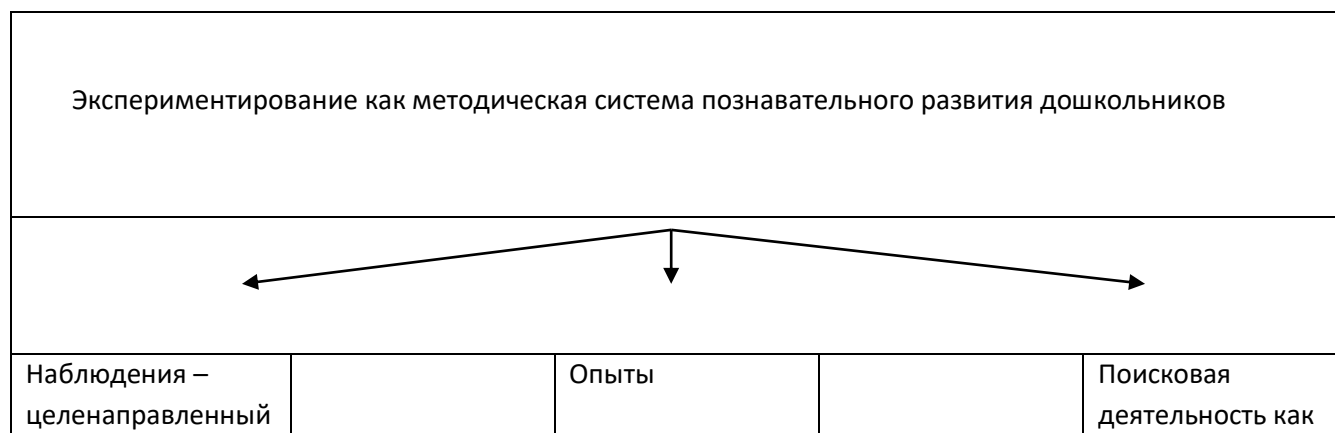 Экспериментирование как методическая система познавательного развития дошкольников
Наблюдения –
целенаправленный
Опыты
Поисковая
деятельность как